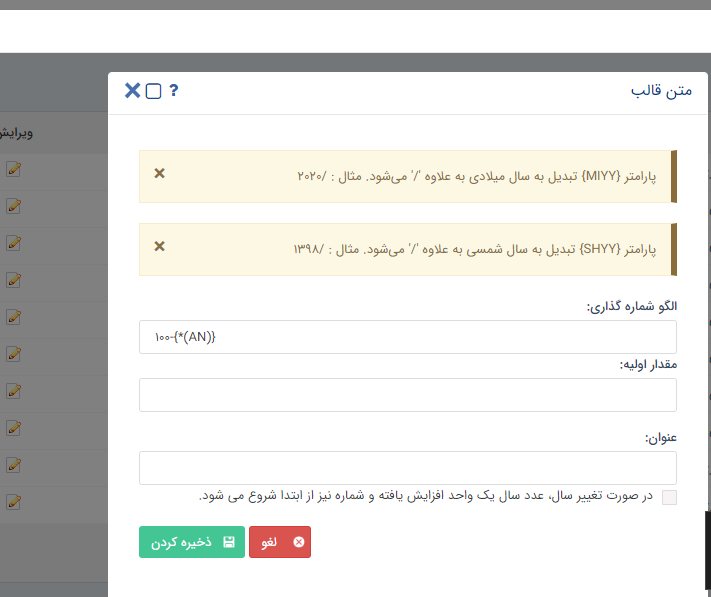 متن قالب
?
ویرایش
پارامتر {MIYY} تبدیل به سال میلادی به علاوه '/' می‌شود. مثال : /۲۰۲۰
پارامتر {SHYY} تبدیل به سال شمسی به علاوه '/' می‌شود. مثال : /۱۳۹۸
الگو شماره گذاری:
۱۰۰-{*(AN)}
مقدار اولیه:
عنوان:
در صورت تغییر سال، عدد سال یک واحد افزایش یافته و شماره نیز از ابتدا شروع می شود.
لغو
ذخیره کردن